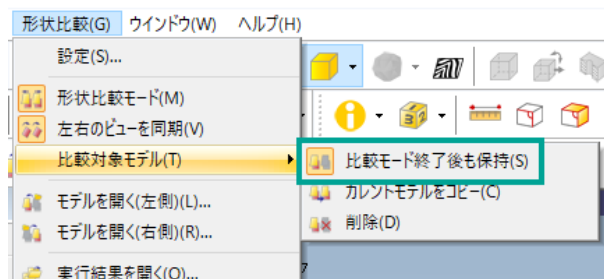 形状比較(G) ウインドウ(W) ヘルプ(H)
設定(S)...
形状比較モード(M)
左右のビューを同期(V)
比較対象モデル(T)
比較モード終了後も保持(S)
カレントモデルをコピー(C)
削除(D)
モデルを開く(左側)(L)...
モデルを開く(右側)(R)...
実行結果を開く(O)...